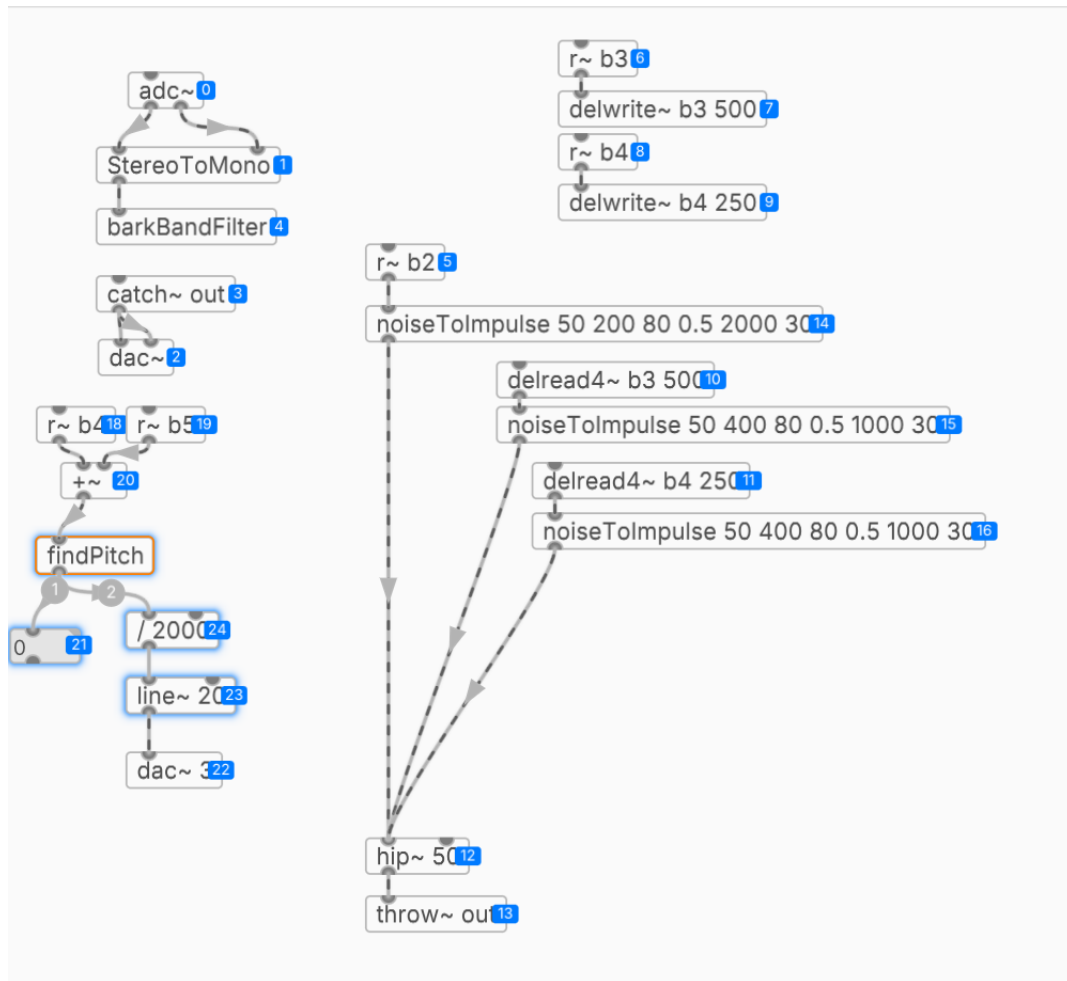 adc~ 0
StereoToMono 1
barkBandFilter 4
catch~ out 3
dac~ 2
r~ b4 18
r~ b5 19
+~ 20
findPitch
1
2
0 21
/ 2000 24
line~ 20 23
dac~ 3 22
r~ b3 6
delwrite~ b3 500 7
r~ b4 8
delwrite~ b4 250 9
r~ b2 5
noiseToImpulse 50 200 80 0.5 2000 30 14
delread4~ b3 500 10
noiseToImpulse 50 400 80 0.5 1000 30 15
delread4~ b4 250 11
noiseToImpulse 50 400 80 0.5 1000 30 16
hip~ 50 12
throw~ out 13